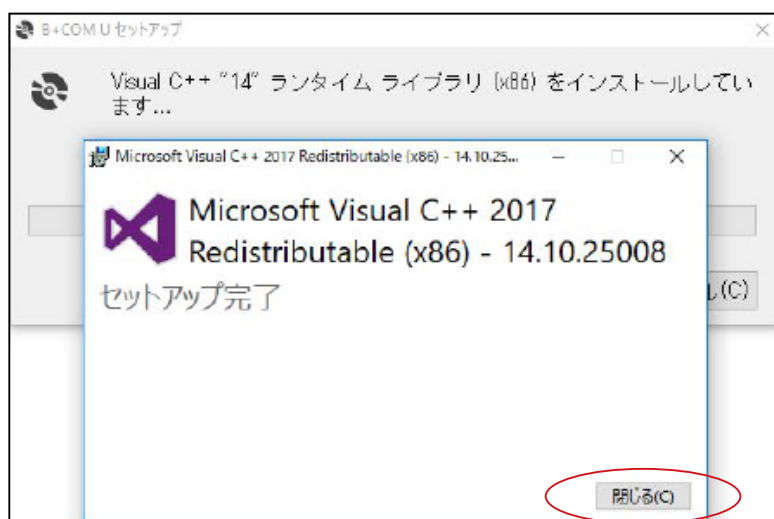 B+COM U セットアップ
Visual C++ "14" ランタイム ライブラリ (x86) をインストールしてい
ます...
Microsoft Visual C++ 2017 Redistributable (x86) - 14.10.25...
Microsoft Visual C++ 2017
Redistributable (x86) - 14.10.25008
セットアップ完了
(C)
閉じる(C)